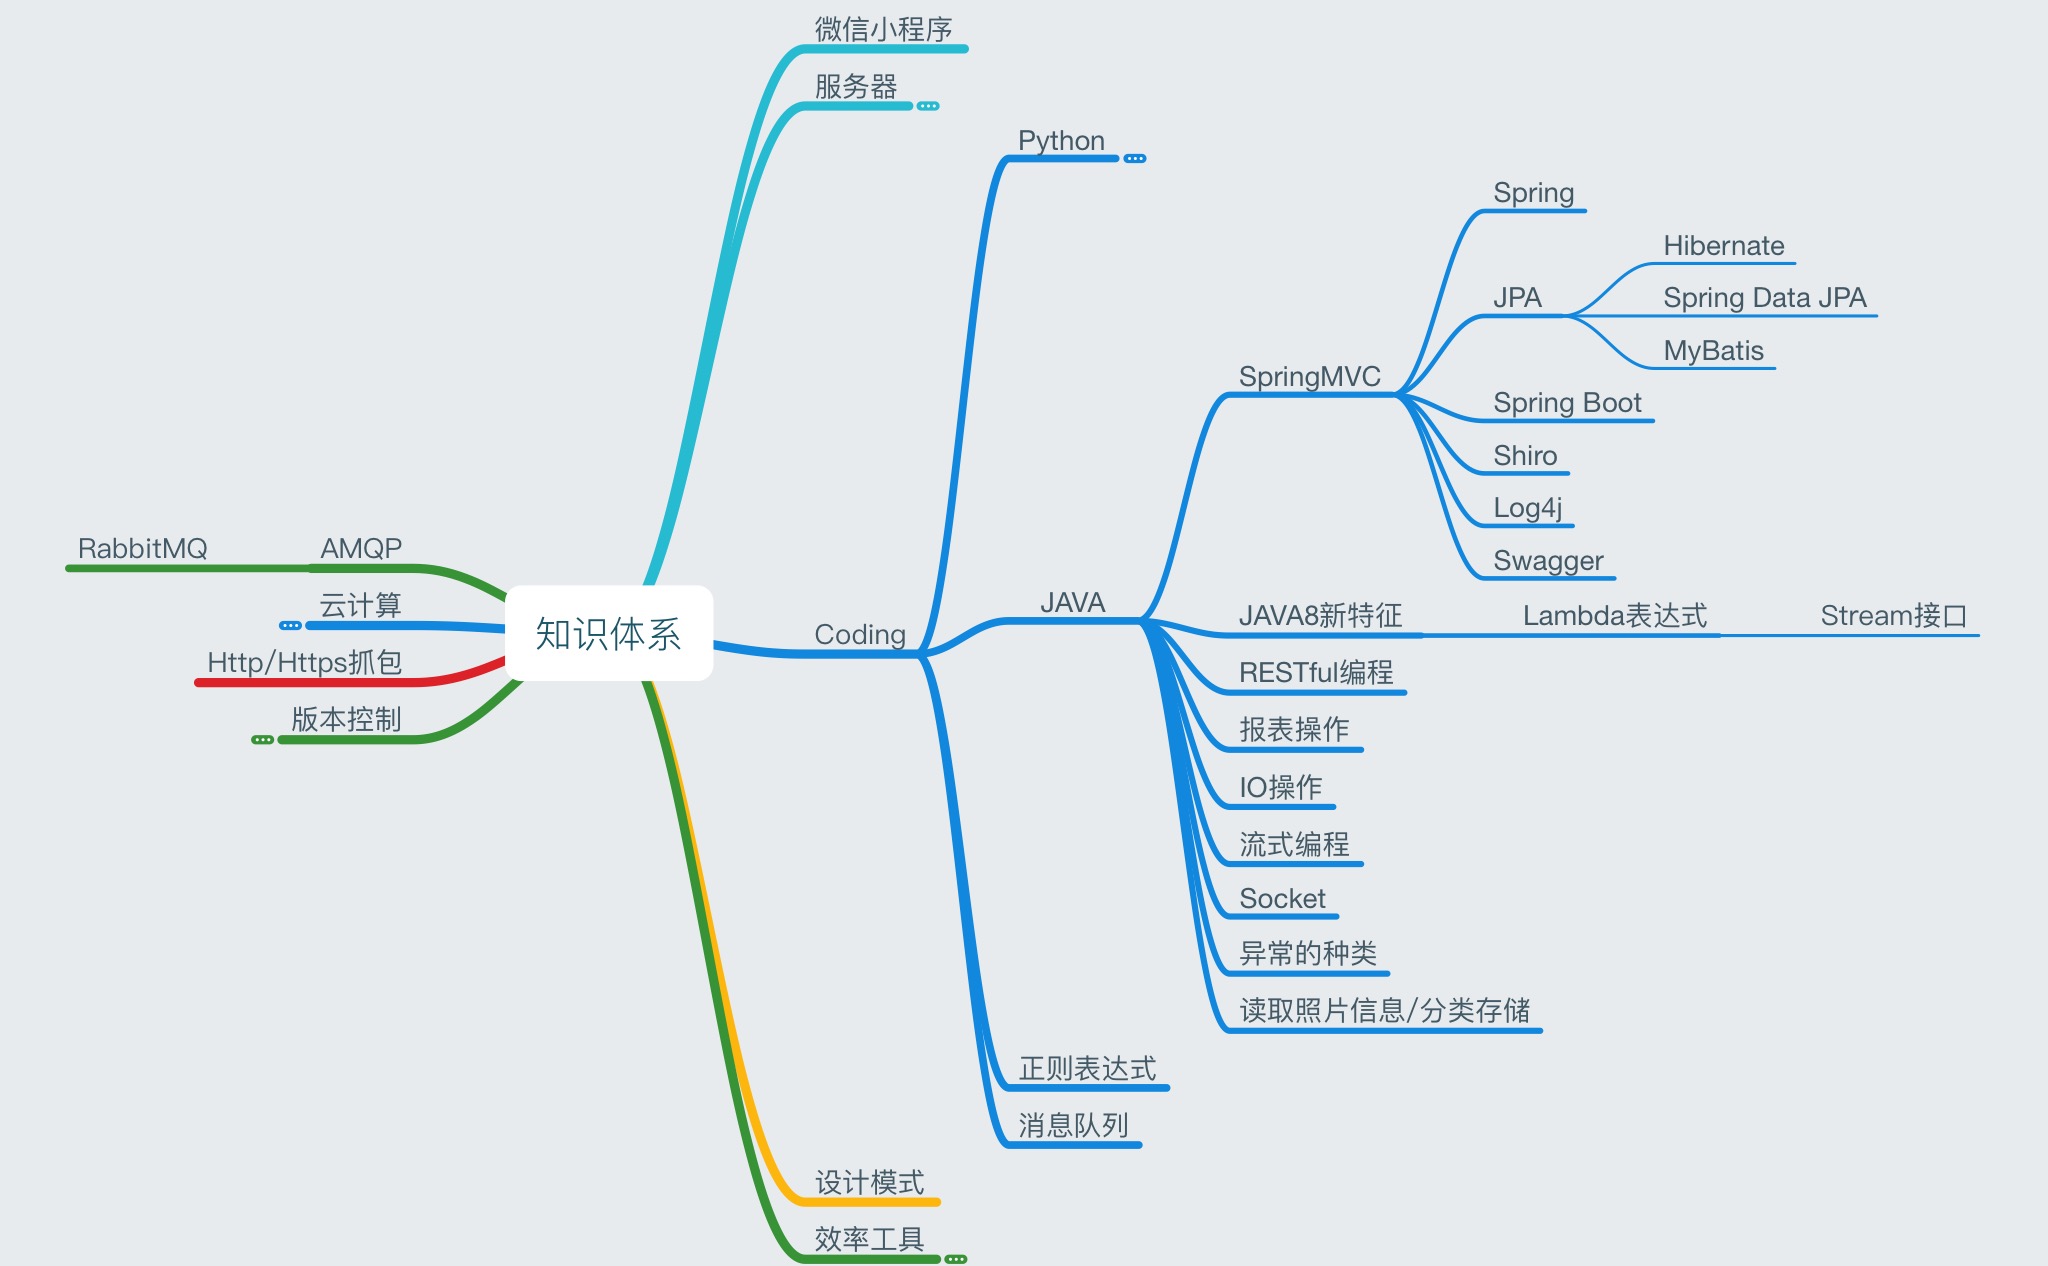 微信小程序
服务器
Python
Spring
Hibernate
JPA
Spring Data JPA
MyBatis
SpringMVC
Spring Boot
Shiro
Log4j
Swagger
RabbitMQ
AMQP
云计算
Http/Https抓包
版本控制
知识体系
Coding
JAVA
JAVA8新特征
Lambda表达式
Stream接口
RESTful编程
报表操作
IO操作
流式编程
Socket
异常的种类
读取照片信息/分类存储
正则表达式
消息队列
设计模式
效率工具